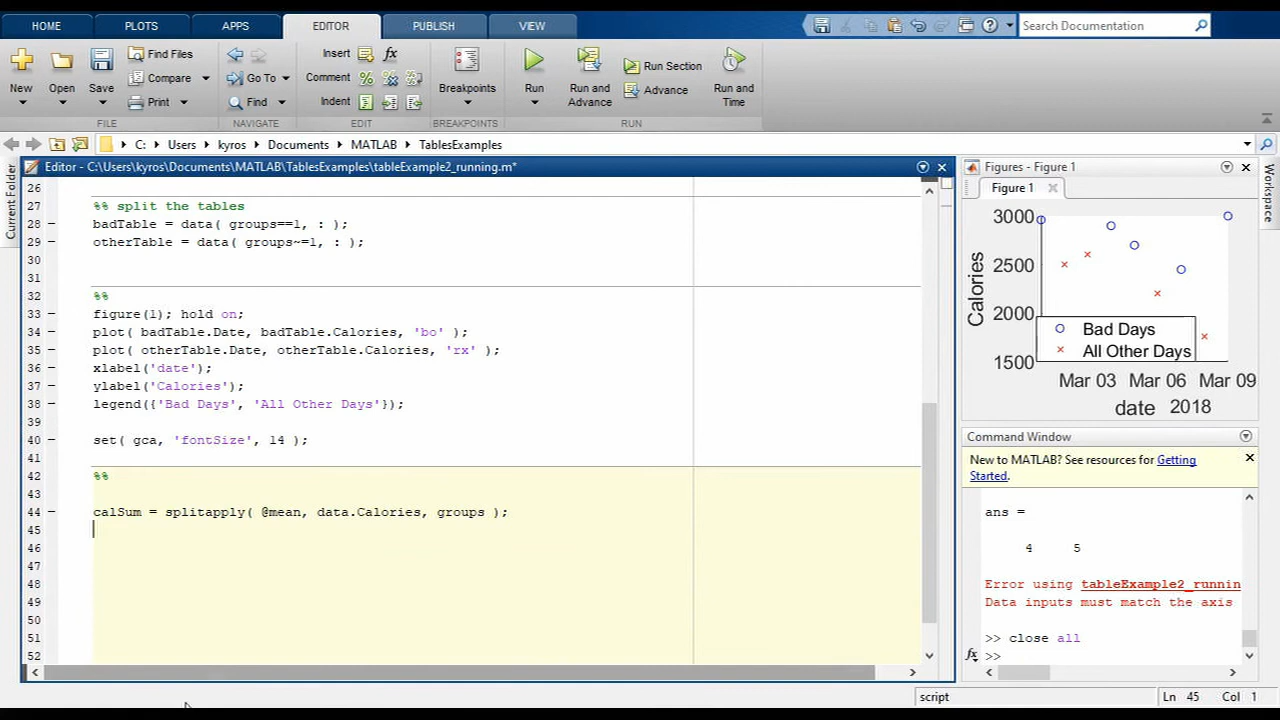 HOME PLOTS APPS EDITOR PUBLISH VIEW Search Documentation
New Open Save Find Files Compare Print
FILE
Go To Find
NAVIGATE
Insert fx
Comment % %
Indent
EDIT
Breakpoints
BREAKPOINTS
Run Run and Advance Run Section Advance Run and Time
RUN
C: Users kyros Documents MATLAB TablesExamples
Current Folder
Editor - C:\Users\kyros\Documents\MATLAB\TablesExamples\tableExample2_running.m*
26
27 %% split the tables
28 – badTable = data( groups==1, : );
29 – otherTable = data( groups~=1, : );
30
31
32 %%
33 – figure(1); hold on;
34 – plot( badTable.Date, badTable.Calories, 'bo' );
35 – plot( otherTable.Date, otherTable.Calories, 'rx' );
36 – xlabel('date');
37 – ylabel('Calories');
38 – legend({'Bad Days', 'All Other Days'});
39
40 – set( gca, 'fontSize', 14 );
41
42 %%
43
44 – calSum = splitapply( @mean, data.Calories, groups );
45
46
47
48
49
50
51
52
Figures - Figure 1
Figure 1
Workspace
3000
2500
2000
1500
Calories
Bad Days
All Other Days
Mar 03 Mar 06 Mar 09
date 2018
Command Window
New to MATLAB? See resources for Getting
Started.
ans =
4 5
Error using tableExample2_runnin
Data inputs must match the axis
>> close all
fx >>
script Ln 45 Col 1